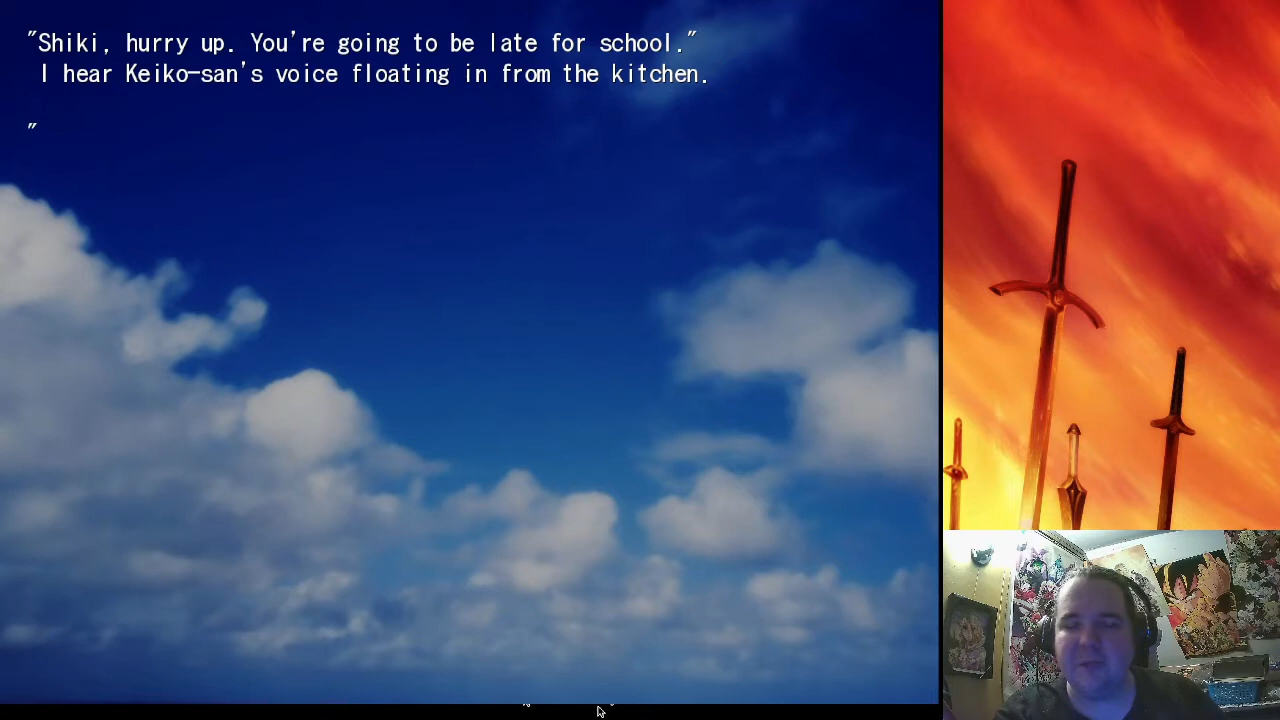 "Shiki, hurry up. You're going to be late for school."
I hear Keiko-san's voice floating in from the kitchen.
"